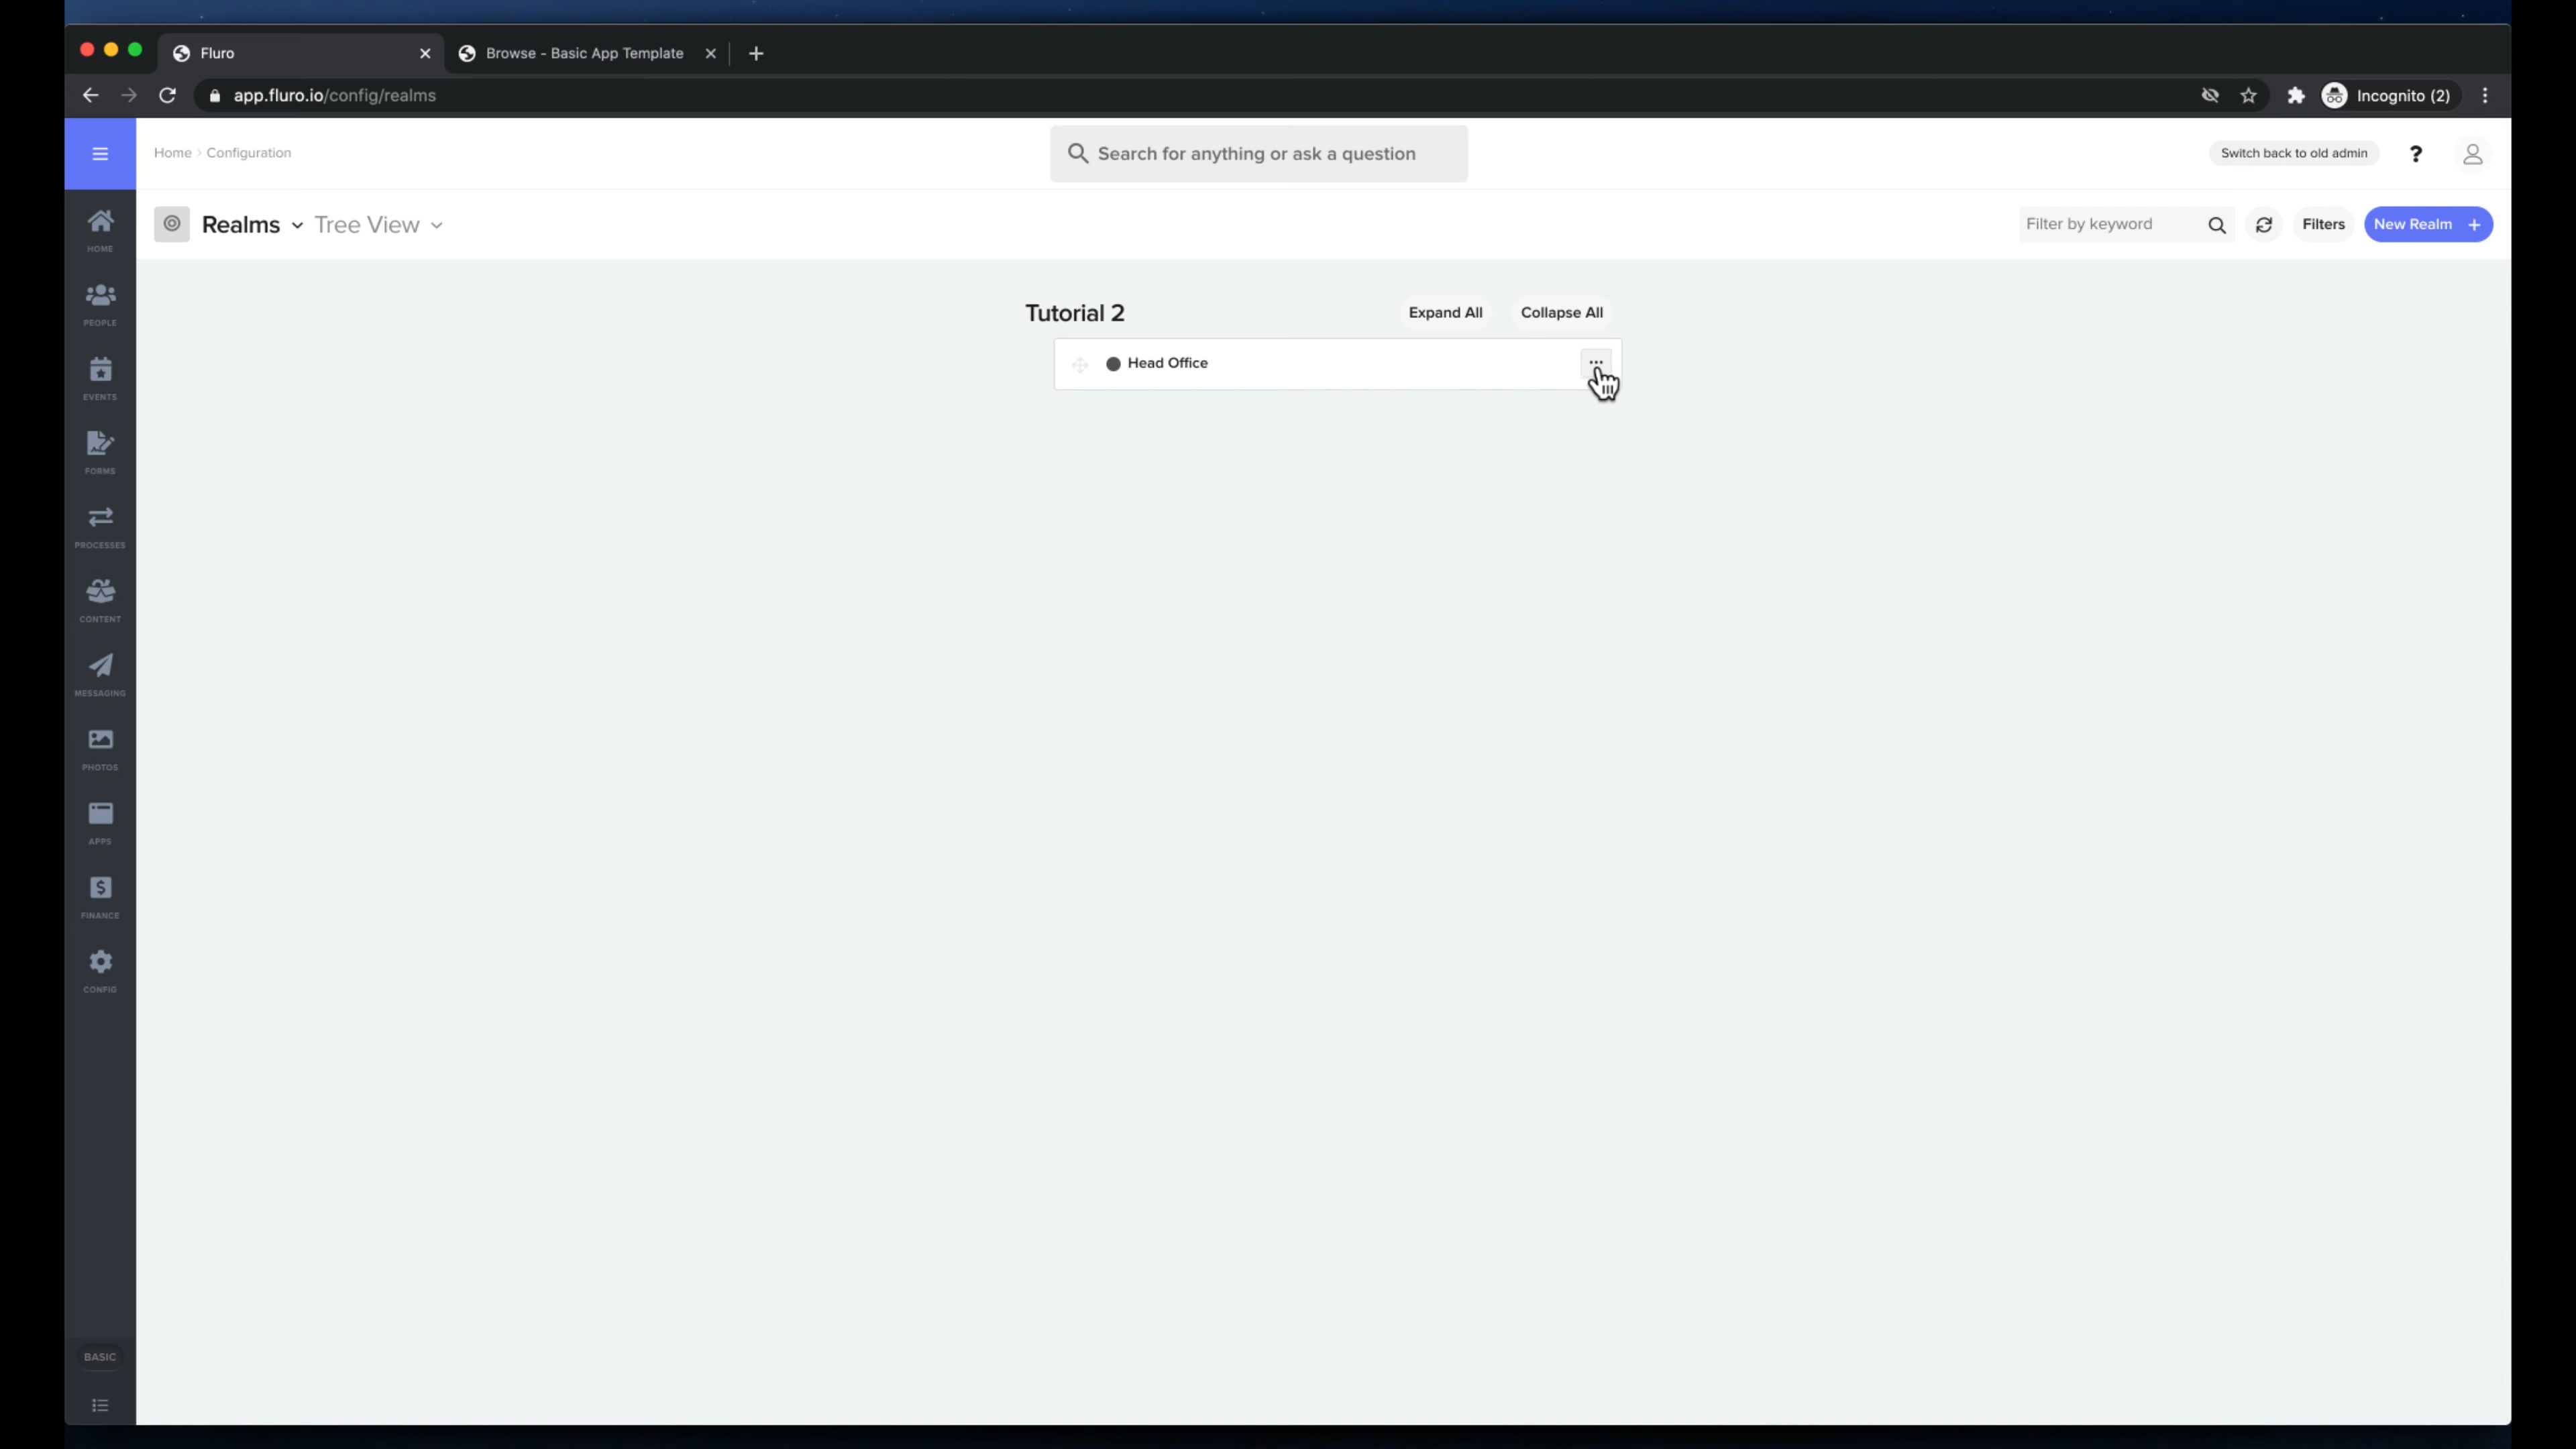 Fluro
Browse - Basic App Template
app.fluro.io/config/realms
Incognito (2)
Home › Configuration
Search for anything or ask a question
Switch back to old admin
?
Realms
Tree View
Filter by keyword
Filters
New Realm +
HOME
PEOPLE
EVENTS
FORMS
PROCESSES
CONTENT
MESSAGING
PHOTOS
APPS
FINANCE
CONFIG
BASIC
Tutorial 2
Expand All
Collapse All
Head Office